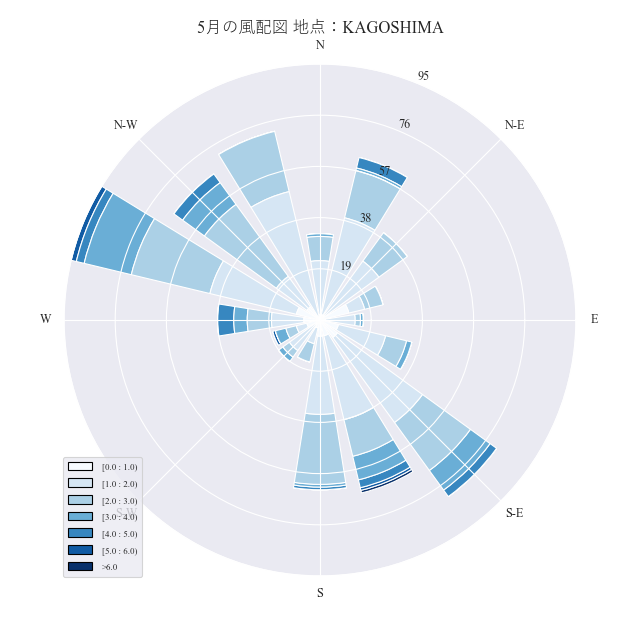 5月の風配図 地点：KAGOSHIMA
N
95
N-W
76
N-E
57
38
19
W
E
[0.0 : 1.0)
[1.0 : 2.0)
[2.0 : 3.0)
S-W
[3.0 : 4.0)
S-E
[4.0 : 5.0)
[5.0 : 6.0)
>6.0
S